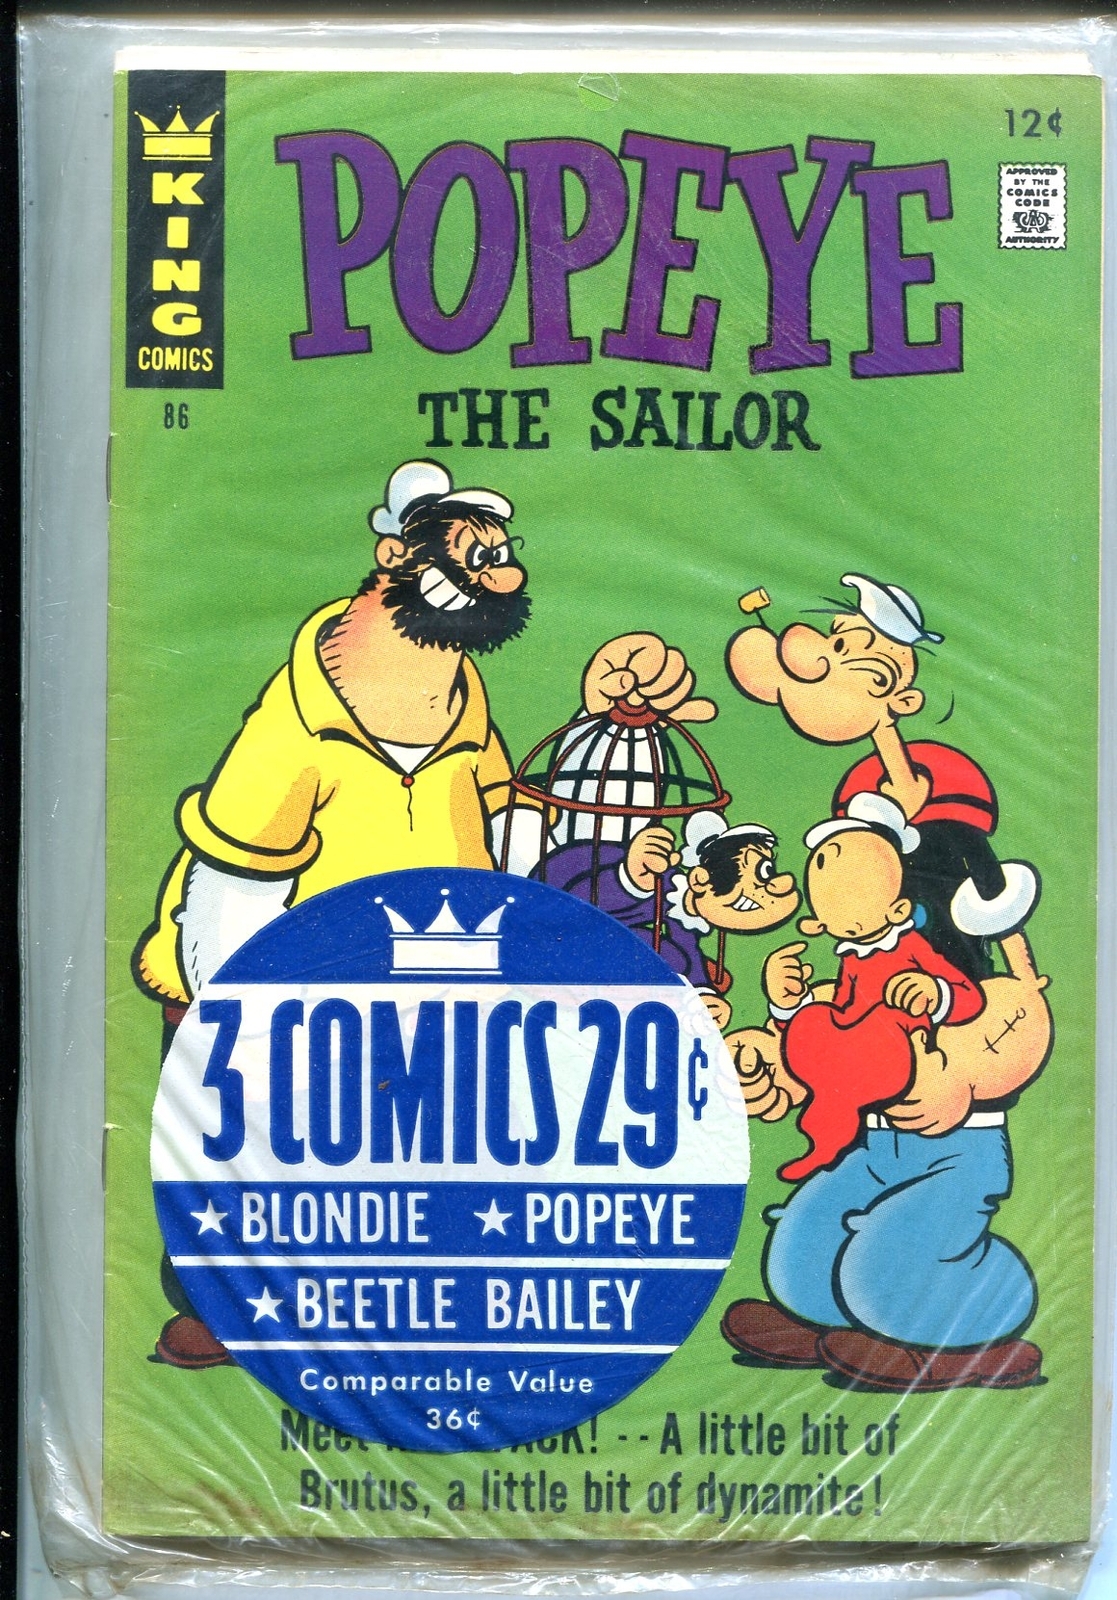 KING
COMICS
86
12¢
APPROVED
BY THE
COMICS
CODE
AUTHORITY
POPEYE
THE SAILOR
3 COMICS 29¢
★ BLONDIE ★ POPEYE
★ BEETLE BAILEY
Comparable Value
36¢
Meet ! -- A little bit of
Brutus, a little bit of dynamite!